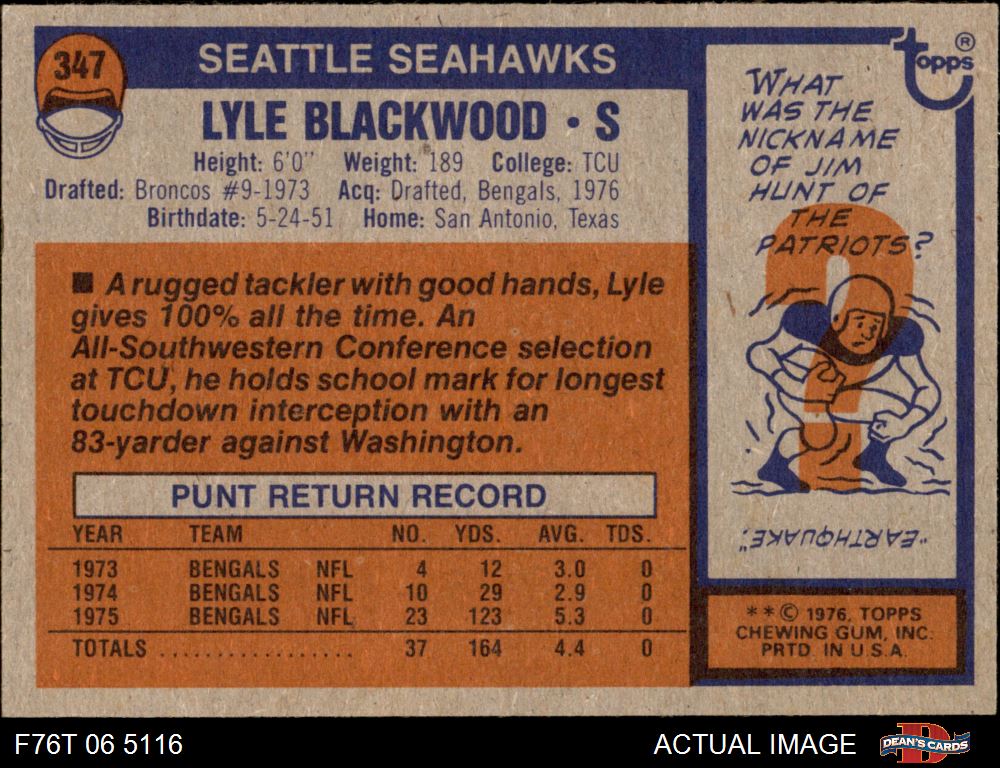 347
SEATTLE SEAHAWKS
LYLE BLACKWOOD • S
Height: 6'0" Weight: 189 College: TCU
Drafted: Broncos #9-1973 Acq: Drafted, Bengals, 1976
Birthdate: 5-24-51 Home: San Antonio, Texas
■ A rugged tackler with good hands, Lyle
gives 100% all the time. An
All-Southwestern Conference selection
at TCU, he holds school mark for longest
touchdown interception with an
83-yarder against Washington.
PUNT RETURN RECORD
YEAR TEAM NO. YDS. AVG. TDS.
1973 BENGALS NFL 4 12 3.0 0
1974 BENGALS NFL 10 29 2.9 0
1975 BENGALS NFL 23 123 5.3 0
TOTALS ................. 37 164 4.4 0
topps ®
WHAT
WAS THE
NICKNAME
OF JIM
HUNT OF
THE
PATRIOTS?
?
"EARTHQUAKE."
**© 1976, TOPPS
CHEWING GUM, INC.
PRTD. IN U.S.A.
F76T 06 5116
ACTUAL IMAGE
D
DEAN'S CARDS